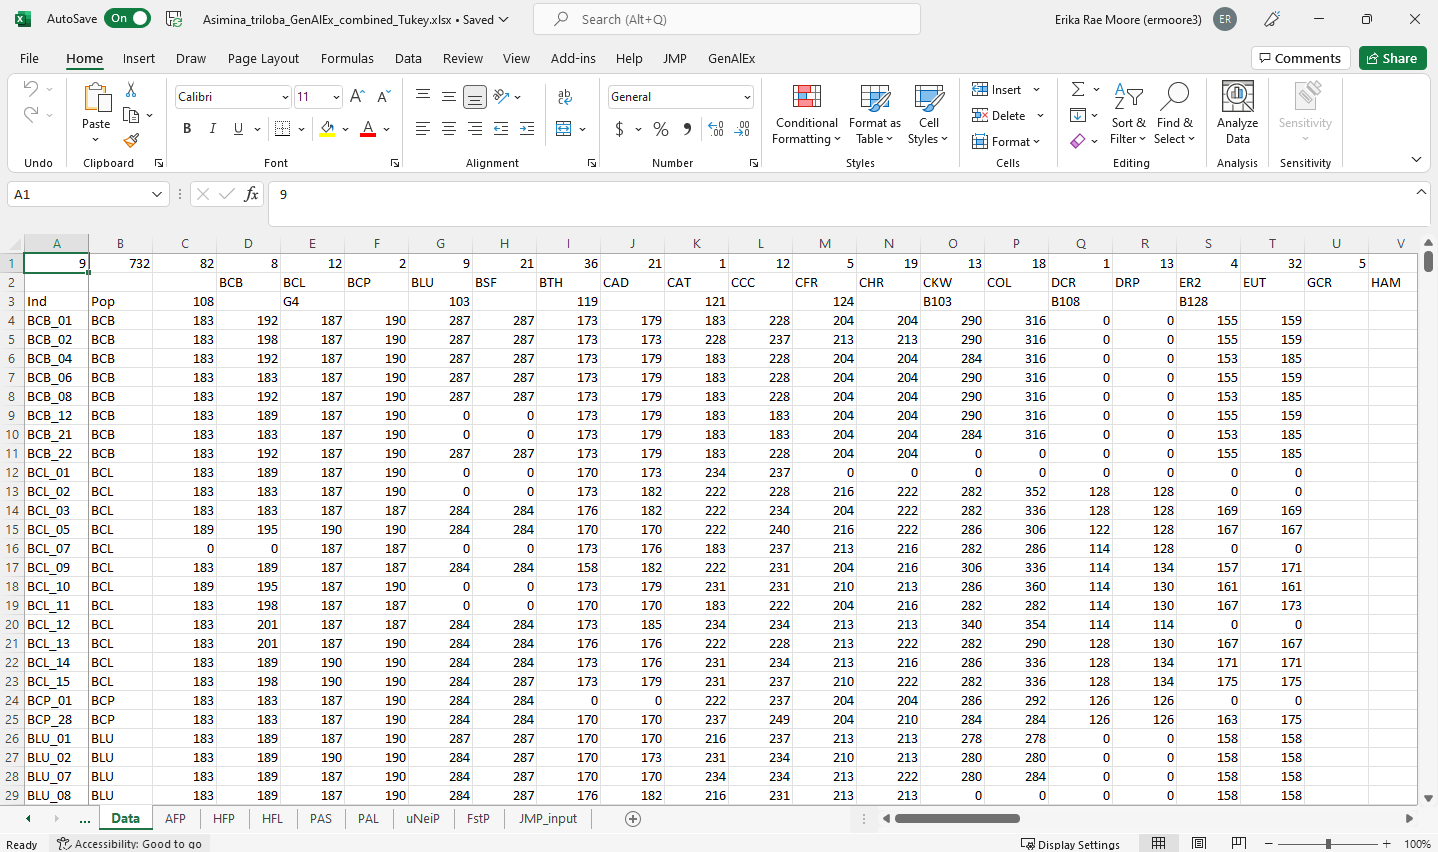 AutoSave On Asimina_triloba_GenAlEx_combined_Tukey.xlsx • Saved Search (Alt+Q) Erika Rae Moore (ermoore3) ER
File Home Insert Draw Page Layout Formulas Data Review View Add-ins Help JMP GenAlEx Comments Share
Calibri 11 A A General Insert
Paste Conditional Formatting Format as Table Cell Styles Delete Sort & Filter Find & Select Analyze Data Sensitivity
B I U A $ % Format
Undo Clipboard Font Alignment Number Styles Cells Editing Analysis Sensitivity
A1 fx 9
A B C D E F G H I J K L M N O P Q R S T U V
1 9 732 82 8 12 2 9 21 36 21 1 12 5 19 13 18 1 13 4 32 5
2 BCB BCL BCP BLU BSF BTH CAD CAT CCC CFR CHR CKW COL DCR DRP ER2 EUT GCR HAM
3 Ind Pop 108 G4 103 119 121 124 B103 B108 B128
4 BCB_01 BCB 183 192 187 190 287 287 173 179 183 228 204 204 290 316 0 0 155 159
5 BCB_02 BCB 183 198 187 190 287 287 173 173 228 237 213 213 290 316 0 0 155 159
6 BCB_04 BCB 183 192 187 190 287 287 173 179 183 228 204 204 284 316 0 0 153 185
7 BCB_06 BCB 183 183 187 190 287 287 173 179 183 228 204 204 290 316 0 0 155 159
8 BCB_08 BCB 183 192 187 190 287 287 173 179 183 228 204 204 290 316 0 0 153 185
9 BCB_12 BCB 183 189 187 190 0 0 173 179 183 183 204 204 290 316 0 0 155 159
10 BCB_21 BCB 183 183 187 190 0 0 173 179 183 183 204 204 284 316 0 0 153 185
11 BCB_22 BCB 183 192 187 190 287 287 173 179 183 228 204 204 0 0 0 0 155 185
12 BCL_01 BCL 183 189 187 190 0 0 170 173 234 237 0 0 0 0 0 0 0 0
13 BCL_02 BCL 183 183 187 190 0 0 173 182 222 228 216 222 282 352 128 128 0 0
14 BCL_03 BCL 183 183 187 187 284 284 176 182 222 234 204 222 282 336 128 128 169 169
15 BCL_05 BCL 189 195 190 190 284 284 170 170 222 240 216 222 286 306 122 128 167 167
16 BCL_07 BCL 0 0 187 187 0 0 173 176 183 237 213 216 282 286 114 128 0 0
17 BCL_09 BCL 183 189 187 187 284 284 158 182 222 231 204 216 306 336 114 134 157 171
18 BCL_10 BCL 189 195 187 190 0 0 173 179 231 231 210 213 286 360 114 130 161 161
19 BCL_11 BCL 183 198 187 187 0 0 170 170 183 222 204 216 282 282 114 130 167 173
20 BCL_12 BCL 183 201 187 187 284 284 173 185 234 234 213 213 340 354 114 114 0 0
21 BCL_13 BCL 183 201 187 190 284 284 176 176 222 228 213 222 282 290 128 130 167 167
22 BCL_14 BCL 183 189 190 190 284 284 173 176 231 234 213 216 286 336 128 134 171 171
23 BCL_15 BCL 183 198 190 190 284 287 173 179 231 237 210 222 282 336 128 134 175 175
24 BCP_01 BCP 183 183 187 190 284 284 0 0 222 237 204 204 286 292 126 126 0 0
25 BCP_28 BCP 183 183 187 190 284 284 170 170 237 249 204 210 284 284 126 126 163 175
26 BLU_01 BLU 183 189 187 190 287 287 170 170 216 237 213 213 278 278 0 0 158 158
27 BLU_02 BLU 183 189 190 190 284 287 170 173 231 234 210 213 280 280 0 0 158 158
28 BLU_07 BLU 183 189 187 190 284 287 170 170 234 234 213 222 280 284 0 0 158 158
29 BLU_08 BLU 183 189 187 190 284 287 176 182 216 231 213 213 0 0 0 0 158 158
... Data AFP HFP HFL PAS PAL uNeiP FstP JMP_input
Ready Accessibility: Good to go Display Settings 100%